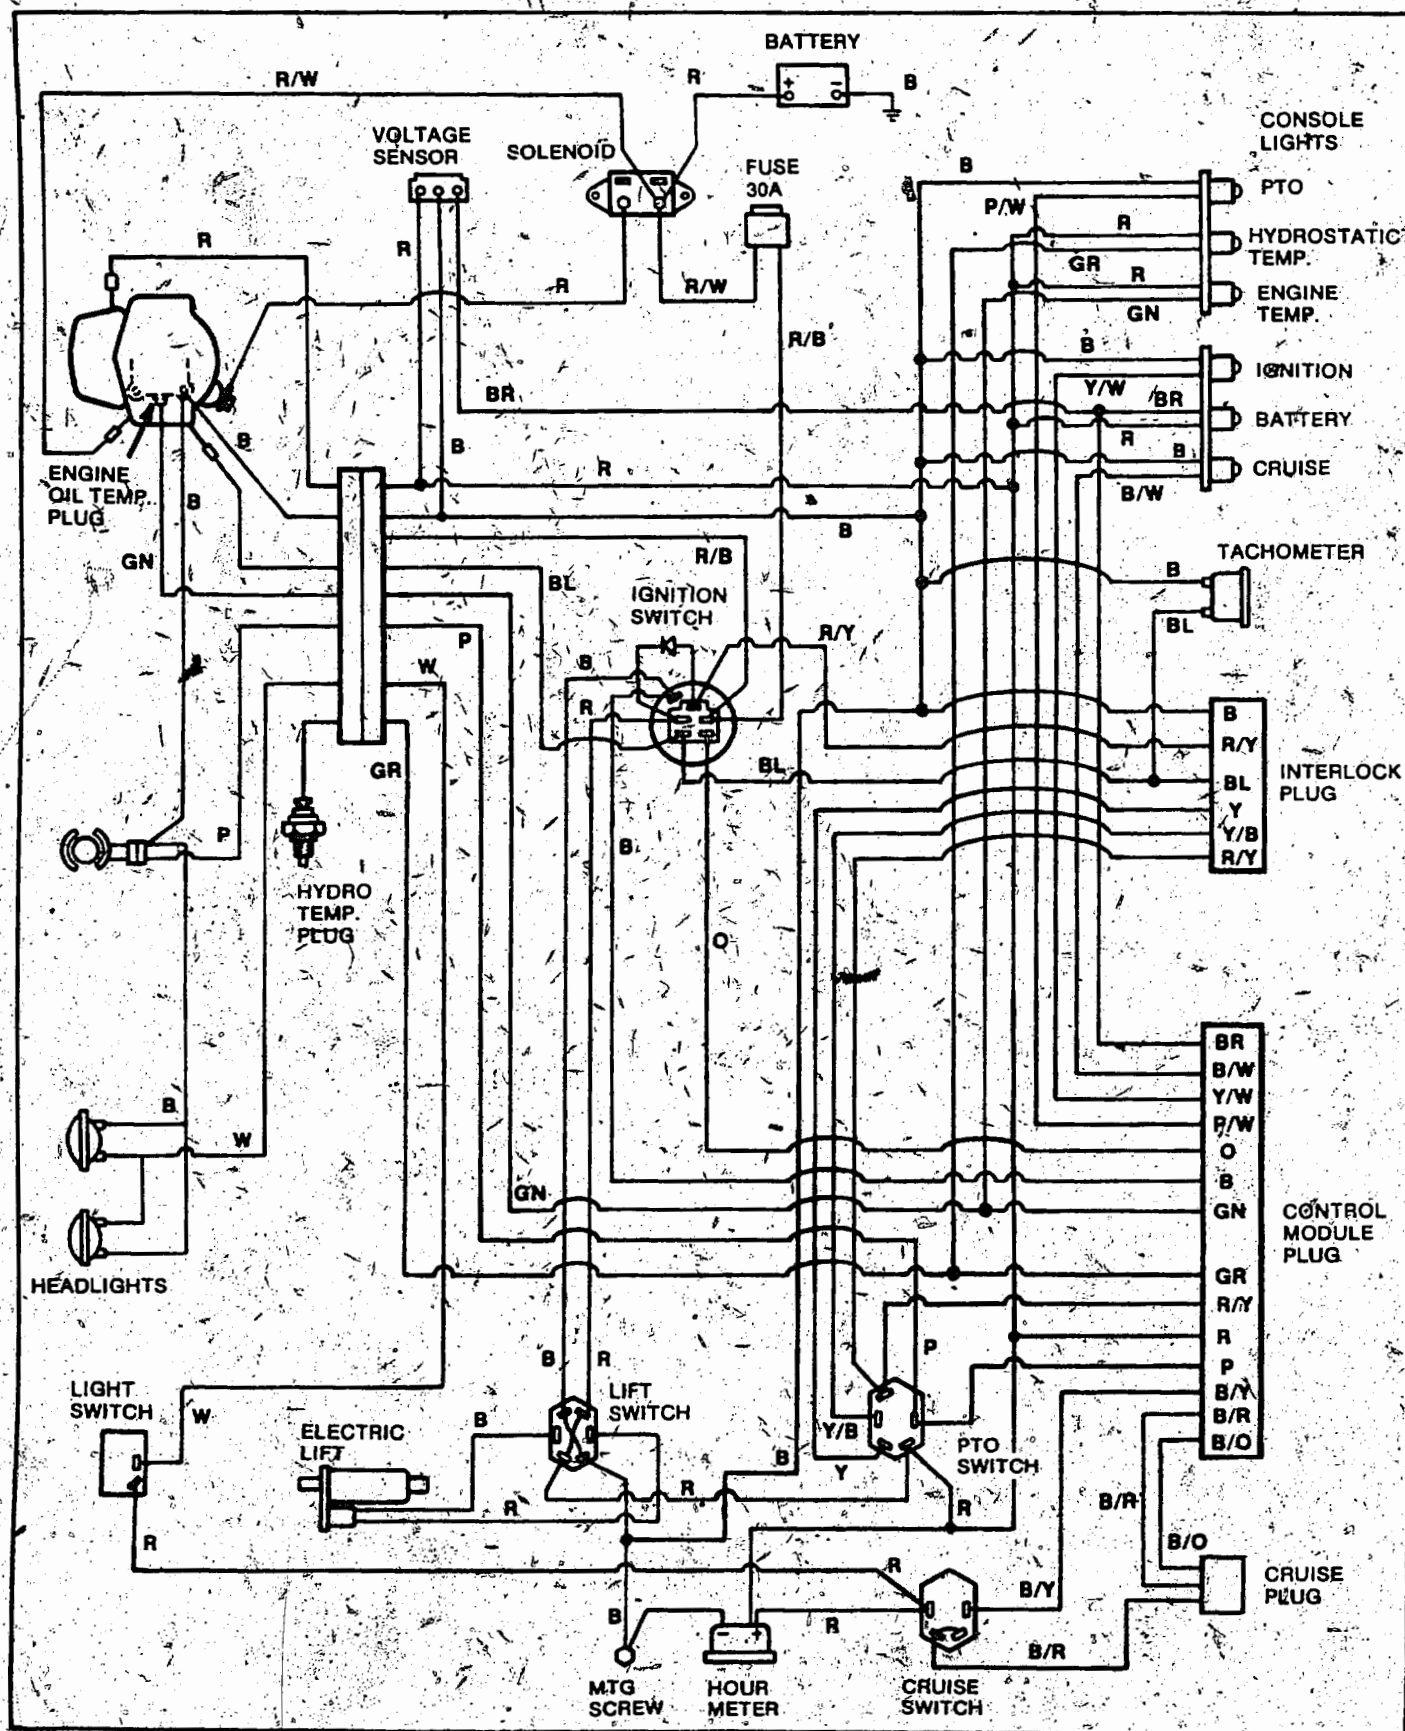 BATTERY
R/W
R
B
+
-
CONSOLE
LIGHTS
VOLTAGE
SENSOR
SOLENOID
FUSE
30A
B
PTO
P/W
R
HYDROSTATIC
TEMP.
GR
R
ENGINE
TEMP.
GN
R
R
R
R/W
R/B
B
IGNITION
Y/W
BR
BR
BATTERY
R
B
CRUISE
B/W
B
B
R
ENGINE
OIL TEMP.
PLUG
B
B
GN
R/B
BL
TACHOMETER
B
BL
IGNITION
SWITCH
R/Y
P
W
B
R
BL
GR
B
R/Y
BL
Y
Y/B
R/Y
INTERLOCK
PLUG
P
B
HYDRO
TEMP.
PLUG
O
BR
B/W
Y/W
P/W
O
B
GN
GR
R/Y
R
P
B/Y
B/R
B/O
CONTROL
MODULE
PLUG
B
W
GN
HEADLIGHTS
B
R
P
LIGHT
SWITCH
W
LIFT
SWITCH
B
ELECTRIC
LIFT
Y/B
Y
PTO
SWITCH
B
R
R
R
B/R
B/O
R
R
B/Y
CRUISE
PLUG
B
R
B/R
-
+
MTG
SCREW
HOUR
METER
CRUISE
SWITCH